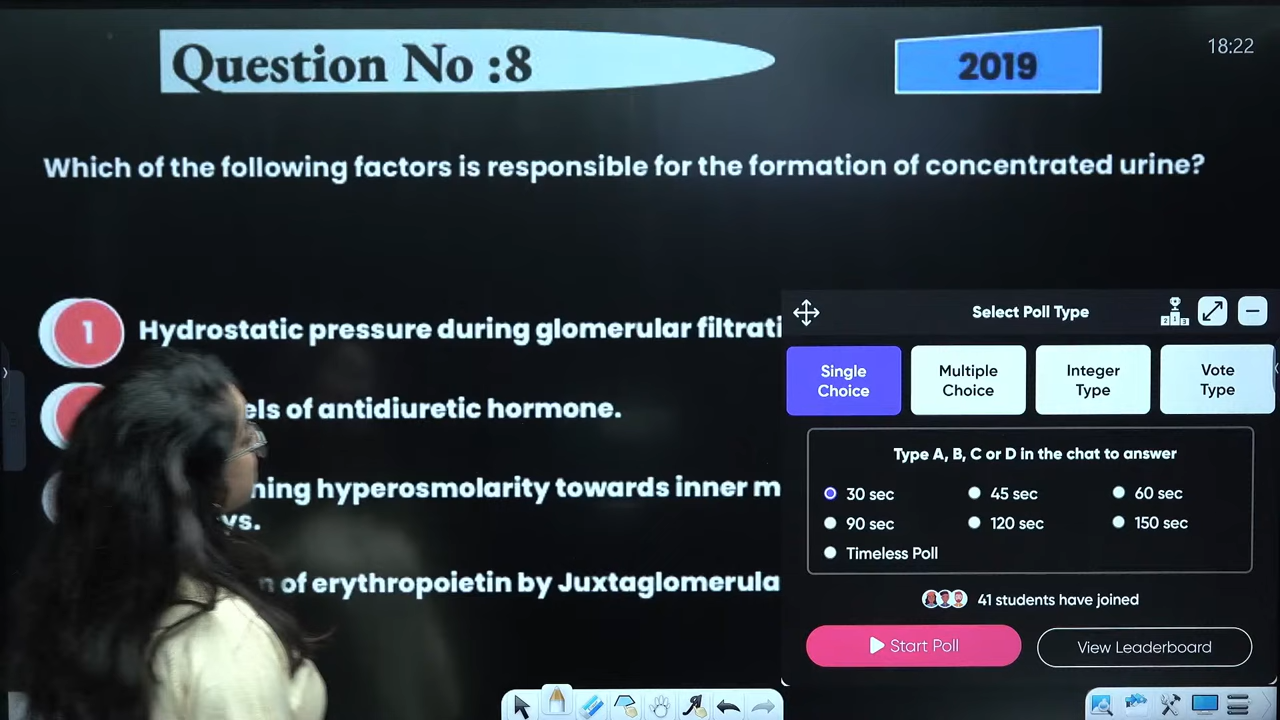 Question No :8
2019
18:22
Which of the following factors is responsible for the formation of concentrated urine?
1 Hydrostatic pressure during glomerular filtrati
els of antidiuretic hormone.
ning hyperosmolarity towards inner m
ys.
n of erythropoietin by Juxtaglomerula
Select Poll Type
Single Choice
Multiple Choice
Integer Type
Vote Type
Type A, B, C or D in the chat to answer
30 sec
45 sec
60 sec
90 sec
120 sec
150 sec
Timeless Poll
41 students have joined
Start Poll
View Leaderboard